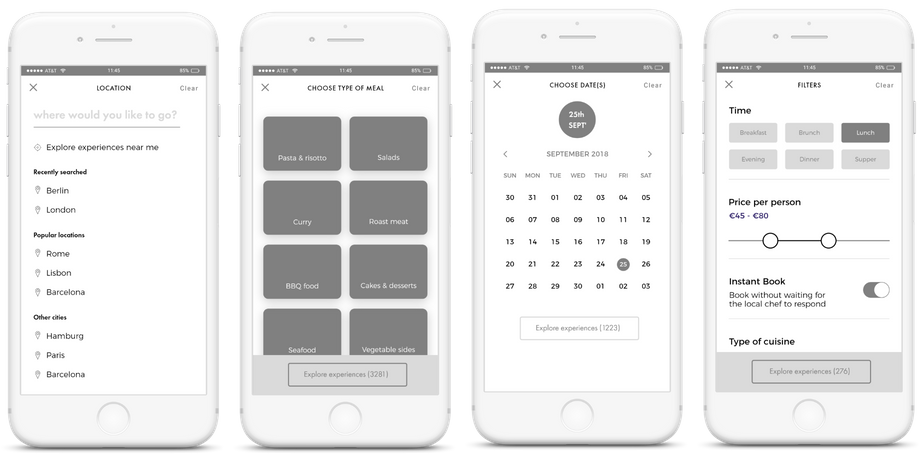 AT&T 11:45 85%
LOCATION Clear
where would you like to go?
Explore experiences near me
Recently searched
Berlin
London
Popular locations
Rome
Lisbon
Barcelona
Other cities
Hamburg
Paris
Barcelona
AT&T 11:45 85%
CHOOSE TYPE OF MEAL Clear
Pasta & risotto Salads
Curry Roast meat
BBQ food Cakes & desserts
Seafood Vegetable sides
Explore experiences (3281)
AT&T 11:45 85%
CHOOSE DATE(S) Clear
25th
SEPT'
SEPTEMBER 2018
SUN MON TUE WED THU FRI SAT
30 31 01 02 03 04 05
06 07 08 09 10 11 12
13 14 15 16 17 18 19
20 21 22 23 24 25 26
27 28 29 30 01 02 03
Explore experiences (1223)
AT&T 11:45 85%
FILTERS Clear
Time
Breakfast Brunch Lunch
Evening Dinner Supper
Price per person
€45 - €80
Instant Book
Book without waiting for
the local chef to respond
Type of cuisine
Explore experiences (276)